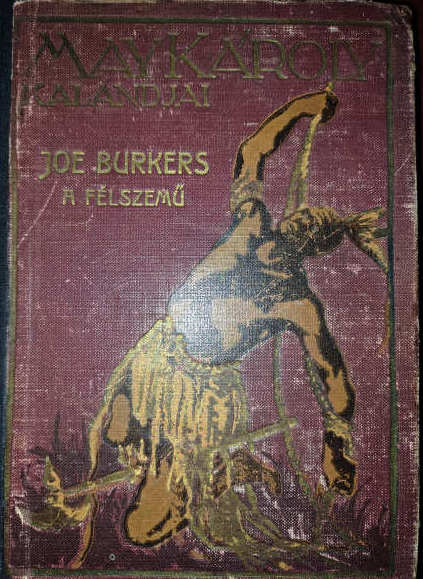 MAY KÁROLY
KALANDJAI
JOE BURKERS
A FÉLSZEMŰ